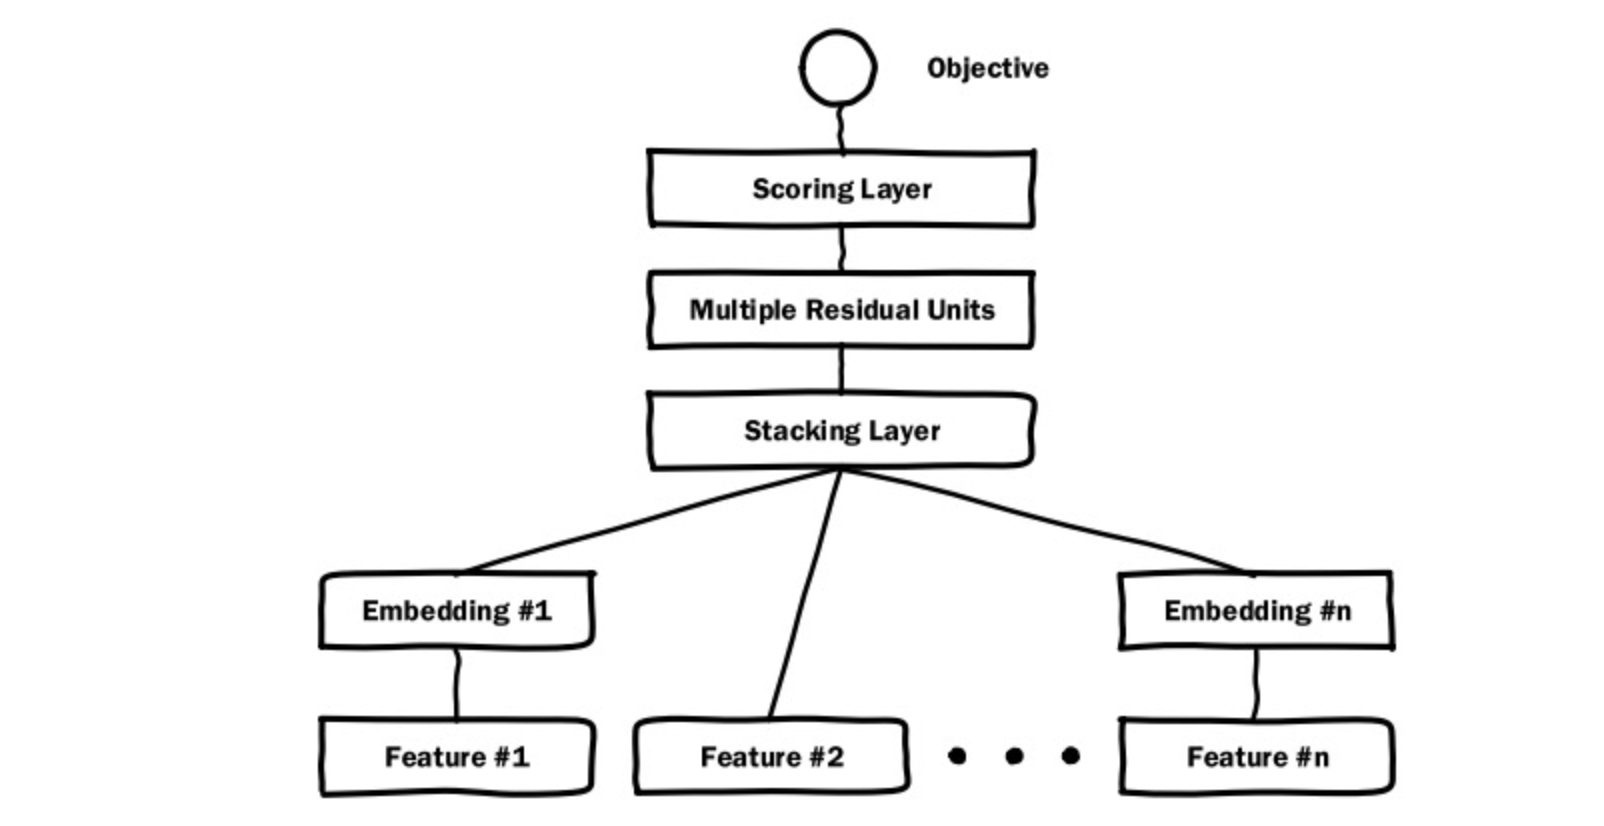 Objective
Scoring Layer
Multiple Residual Units
Stacking Layer
Embedding #1
Embedding #n
Feature #1
Feature #2
Feature #n